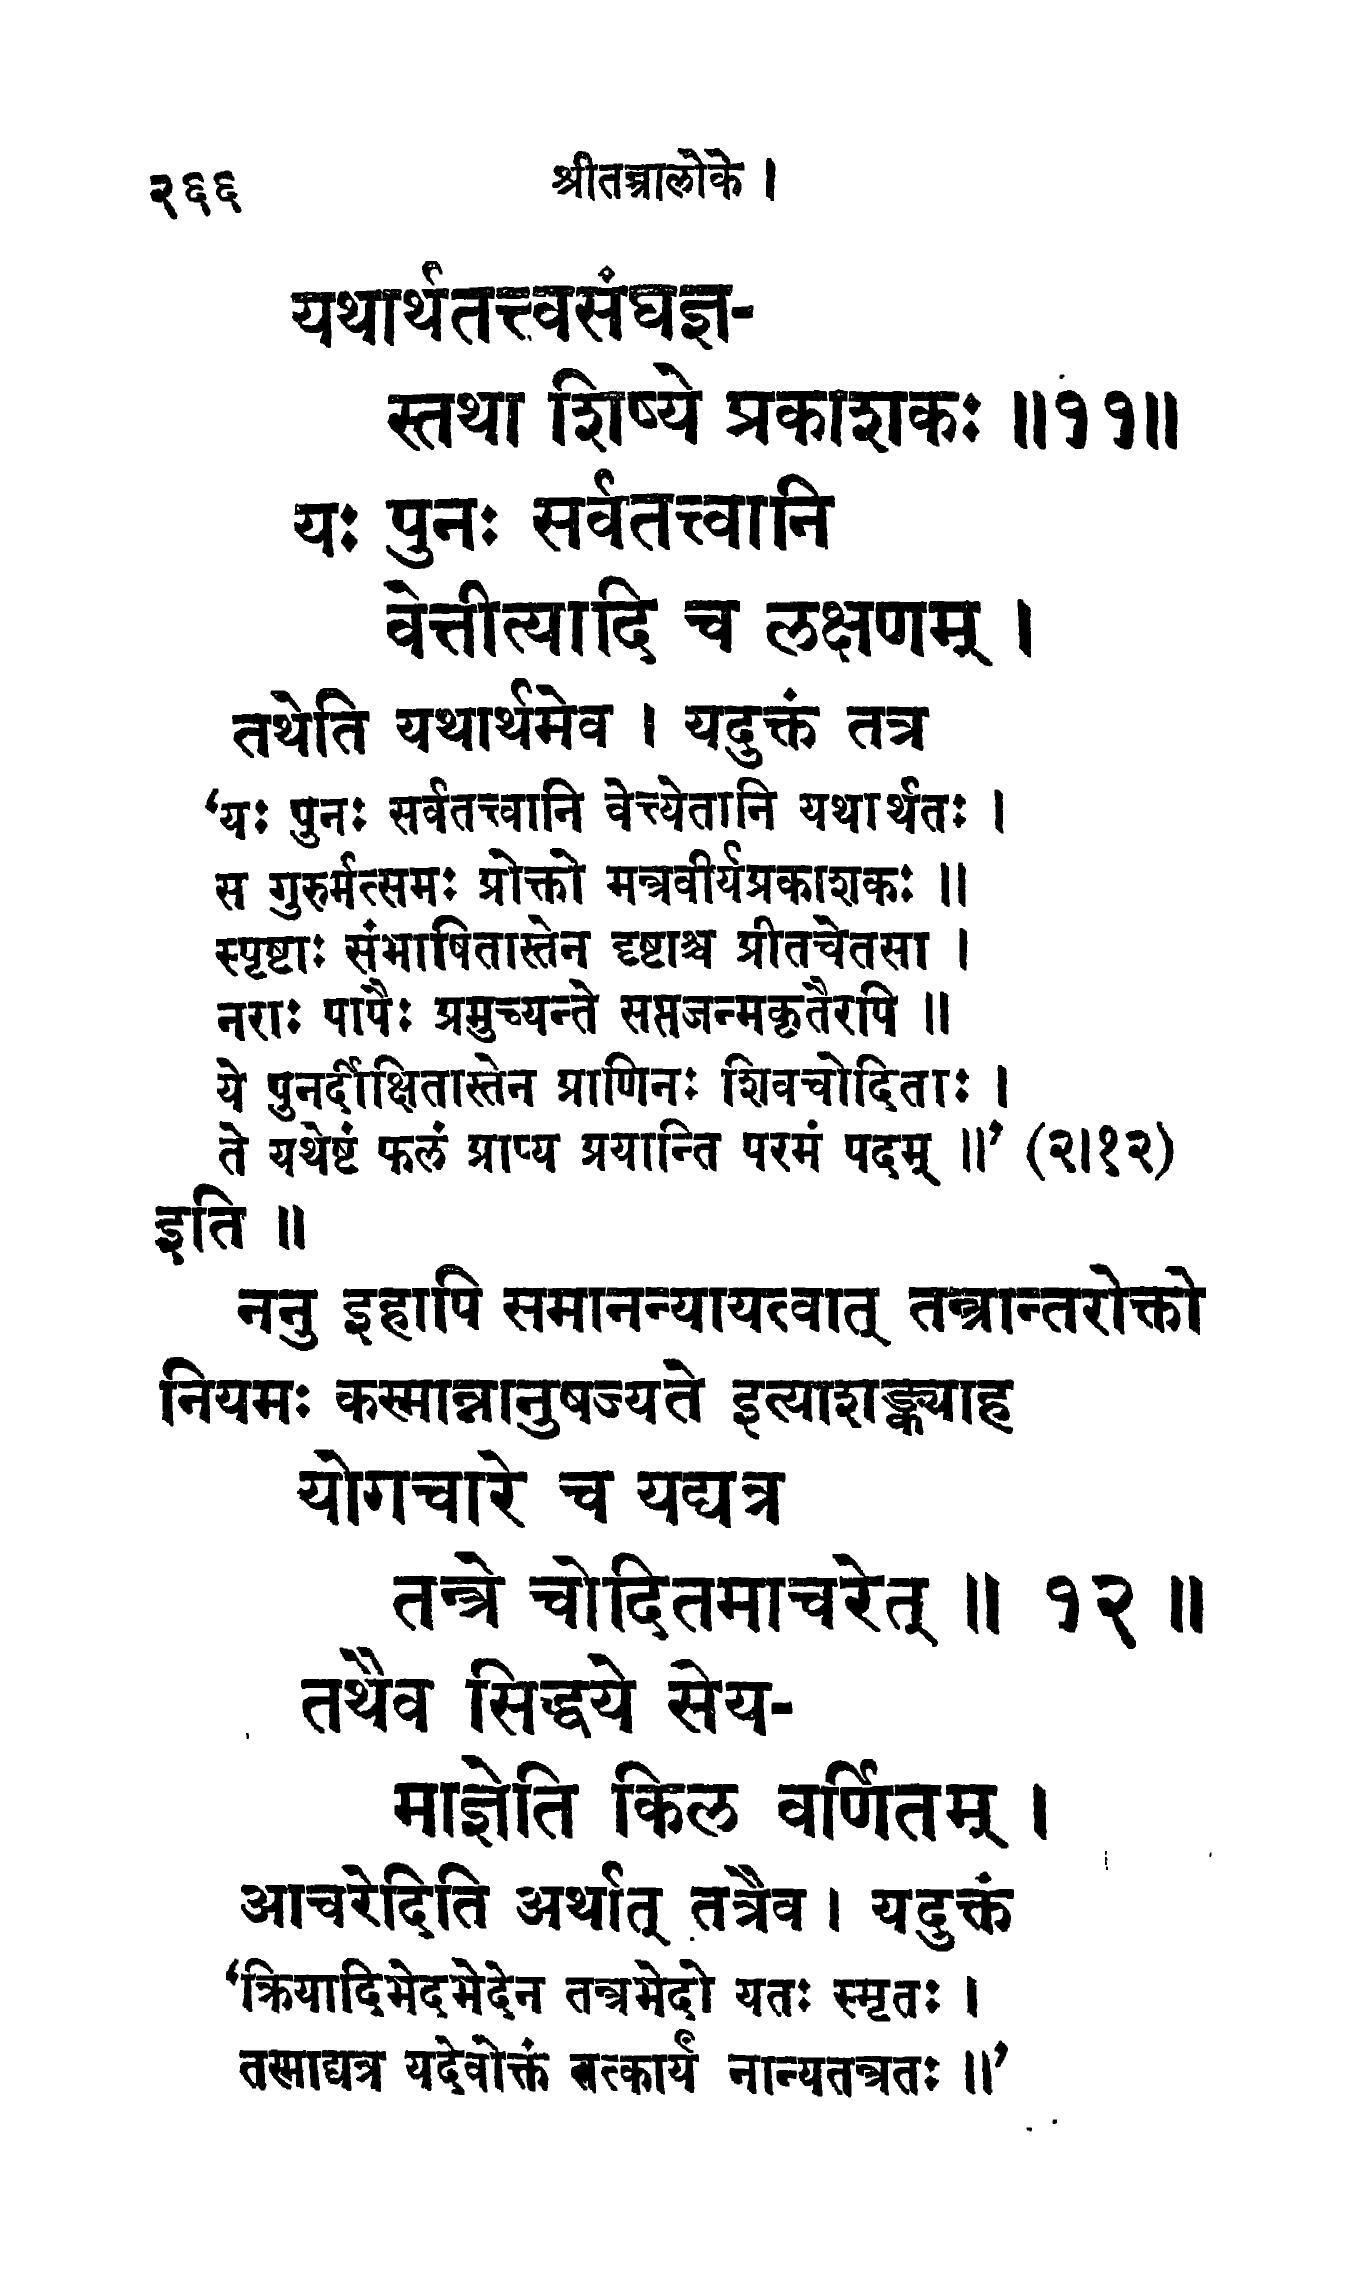 २६६ श्रीतन्त्रालोके ।
यथार्थतत्त्वसंघज्ञ-
स्तथा शिष्ये प्रकाशकः ॥११॥
यः पुनः सर्वतत्त्वानि
वेत्तीत्यादि च लक्षणम् ।
तथेति यथार्थमेव । यदुक्तं तत्र
‘यः पुनः सर्वतत्त्वानि वेत्त्येतानि यथार्थतः ।
स गुरुर्मत्समः प्रोक्तो मन्त्रवीर्यप्रकाशकः ॥
स्पृष्टाः संभाषितास्तेन दृष्टाश्च प्रीतचेतसा ।
नराः पापैः प्रमुच्यन्ते सप्तजन्मकृतैरपि ॥
ये पुनर्दीक्षितास्तेन प्राणिनः शिवचोदिताः ।
ते यथेष्टं फलं प्राप्य प्रयान्ति परमं पदम् ॥’ (२।१२)
इति ॥
ननु इहापि समानन्यायत्वात् तन्त्रान्तरोक्तो
नियमः कस्मान्नानुषज्यते इत्याशङ्क्याह
योगचारे च यद्यत्र
तन्त्रे चोदितमाचरेत् ॥ १२ ॥
तथैव सिद्धये सेय-
माज्ञेति किल वर्णितम् ।
आचरेदिति अर्थात् तत्रैव । यदुक्तं
‘क्रियादिभेदभेदेन तन्त्रभेदो यतः स्मृतः ।
तस्माद्यत्र यदेवोक्तं तत्कार्यं नान्यतन्त्रतः ॥’